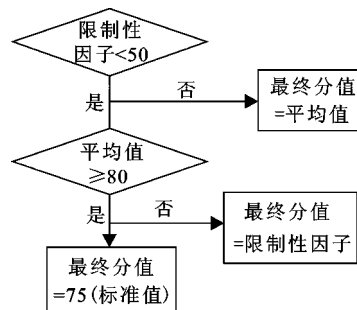 限制性
因子<50
是
否
最终分值
=平均值
平均值
≥80
是
否
最终分值
=限制性因子
最终分值
=75(标准值)